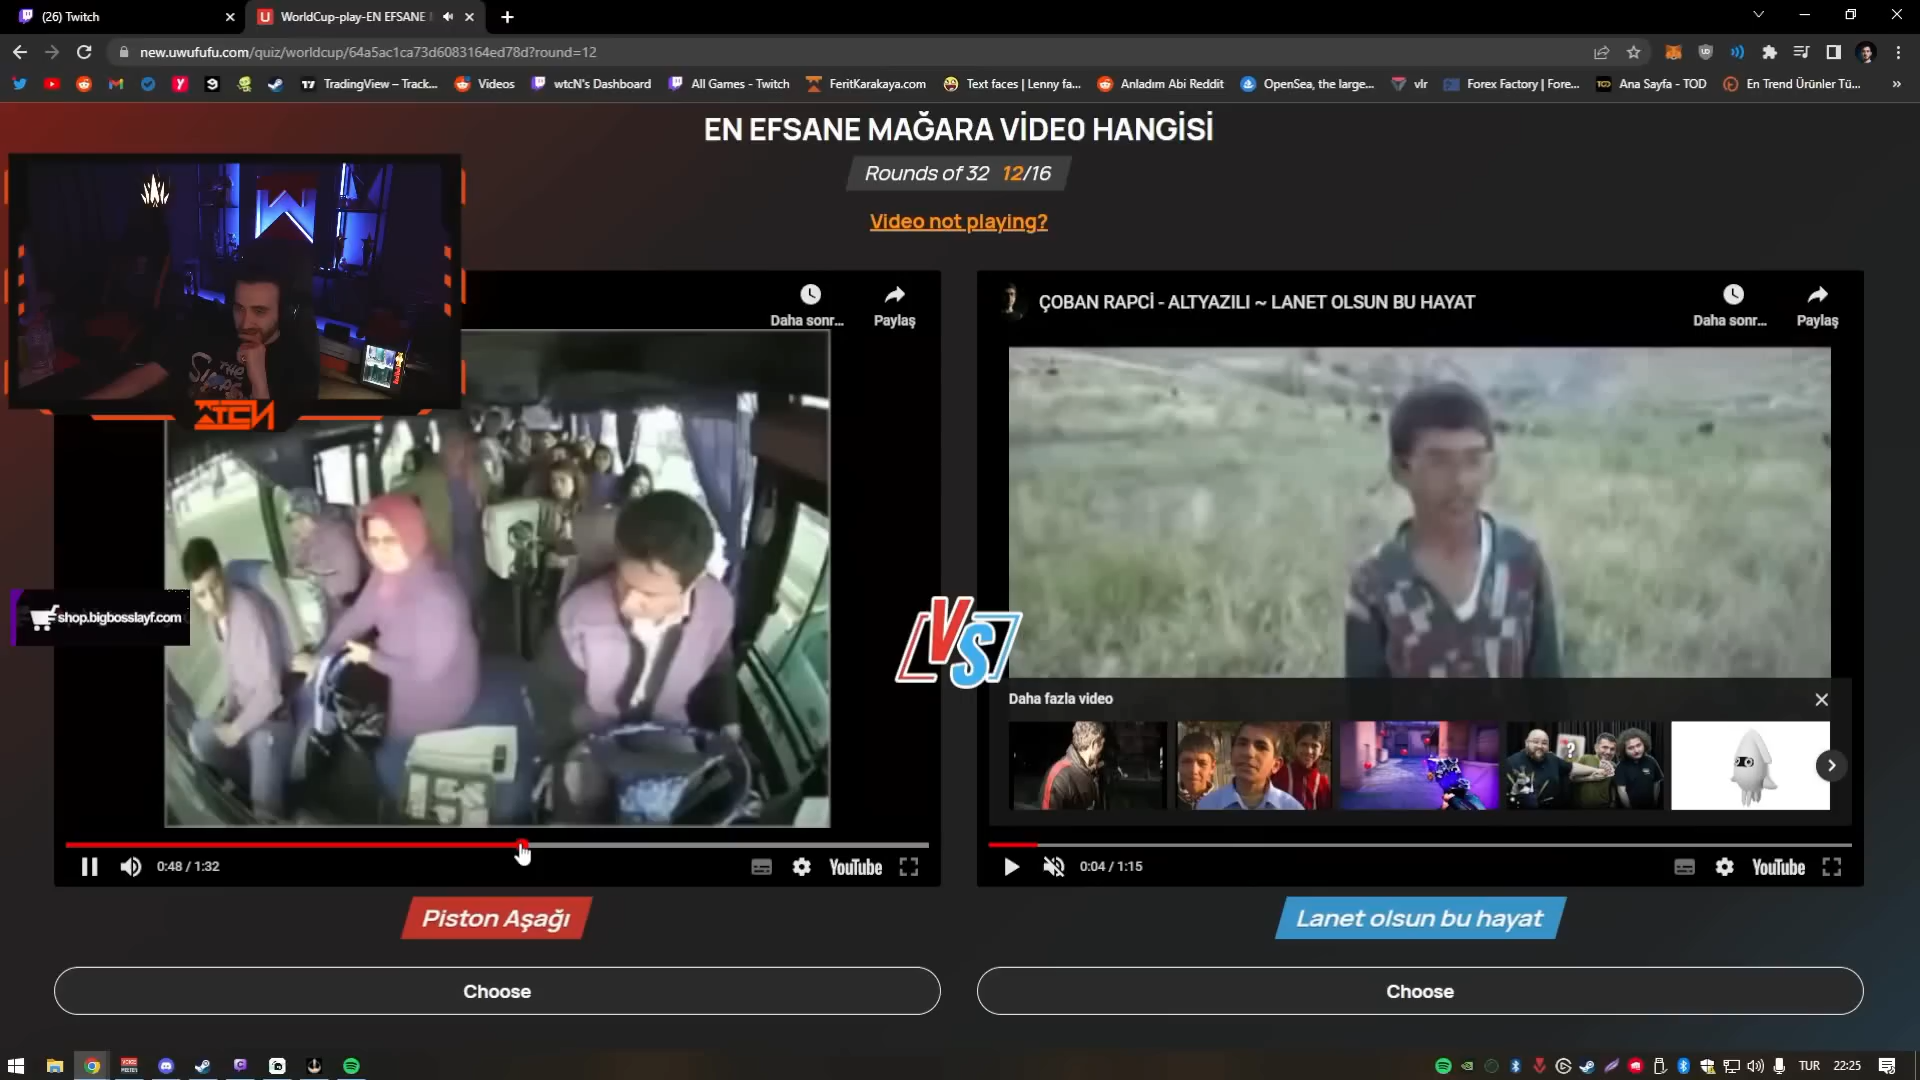 (26) Twitch
WorldCup-play-EN EFSANE
new.uwufufu.com/quiz/worldcup/64a5ac1ca73d6083164ed78d?round=12
TradingView – Track...
Videos
wtcN's Dashboard
All Games - Twitch
FeritKarakaya.com
Text faces | Lenny fa...
Anladım Abi Reddit
OpenSea, the large...
vlr
Forex Factory | Fore...
Ana Sayfa - TOD
En Trend Ürünler Tü...
EN EFSANE MAĞARA VİDEO HANGİSİ
Rounds of 32 12/16
Video not playing?
Daha sonr...
Paylaş
ÇOBAN RAPCİ - ALTYAZILI ~ LANET OLSUN BU HAYAT
Daha sonr...
Paylaş
WTCN
shop.bigbosslayf.com
VS
Daha fazla video
0:48 / 1:32
YouTube
0:04 / 1:15
YouTube
Piston Aşağı
Lanet olsun bu hayat
Choose
Choose
TUR
22:25